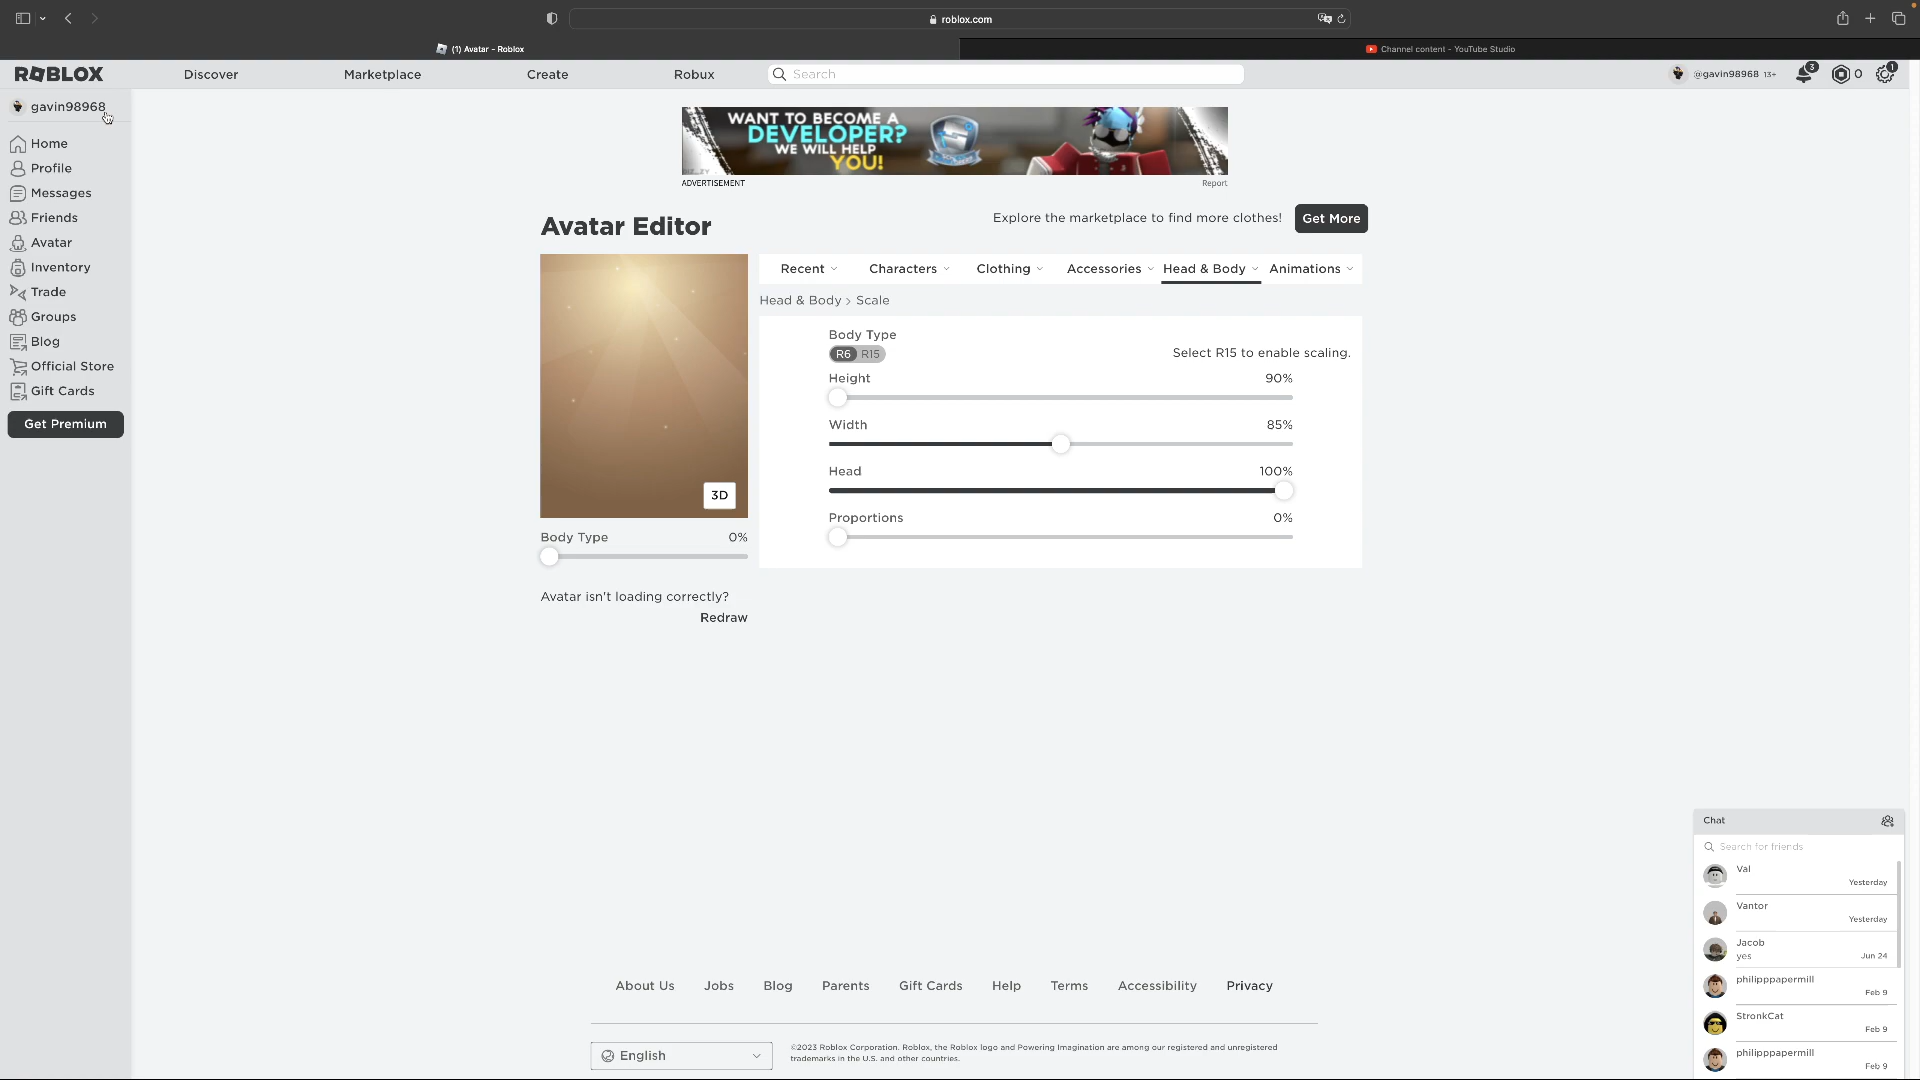 roblox.com
(1) Avatar - Roblox
Channel content - YouTube Studio
ROBLOX
Discover
Marketplace
Create
Robux
Search
@gavin98968 13+
3
0
1
gavin98968
Home
Profile
Messages
Friends
Avatar
Inventory
Trade
Groups
Blog
Official Store
Gift Cards
Get Premium
WANT TO BECOME A
DEVELOPER?
WE WILL HELP
YOU!
ADVERTISEMENT
Report
Avatar Editor
Explore the marketplace to find more clothes!
Get More
Recent
Characters
Clothing
Accessories
Head & Body
Animations
Head & Body > Scale
Body Type
R6 R15
Select R15 to enable scaling.
Height 90%
Width 85%
Head 100%
Proportions 0%
3D
Body Type 0%
Avatar isn't loading correctly?
Redraw
Chat
Search for friends
Val
Yesterday
Vantor
Yesterday
Jacob
yes Jun 24
philipppapermill
Feb 9
StronkCat
Feb 9
philipppapermill
Feb 9
About Us
Jobs
Blog
Parents
Gift Cards
Help
Terms
Accessibility
Privacy
English
©2023 Roblox Corporation. Roblox, the Roblox logo and Powering Imagination are among our registered and unregistered
trademarks in the U.S. and other countries.